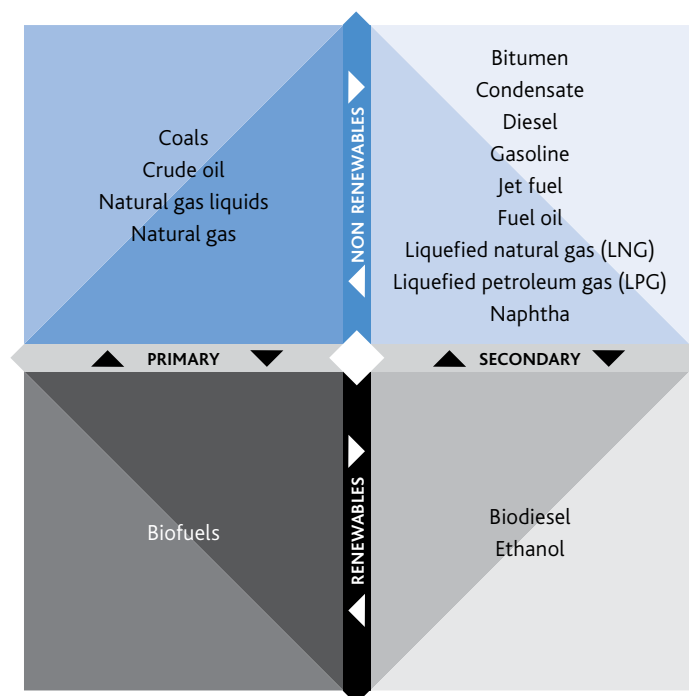 Coals
Crude oil
Natural gas liquids
Natural gas
NON RENEWABLES
Bitumen
Condensate
Diesel
Gasoline
Jet fuel
Fuel oil
Liquefied natural gas (LNG)
Liquefied petroleum gas (LPG)
Naphtha
PRIMARY
SECONDARY
Biofuels
RENEWABLES
Biodiesel
Ethanol